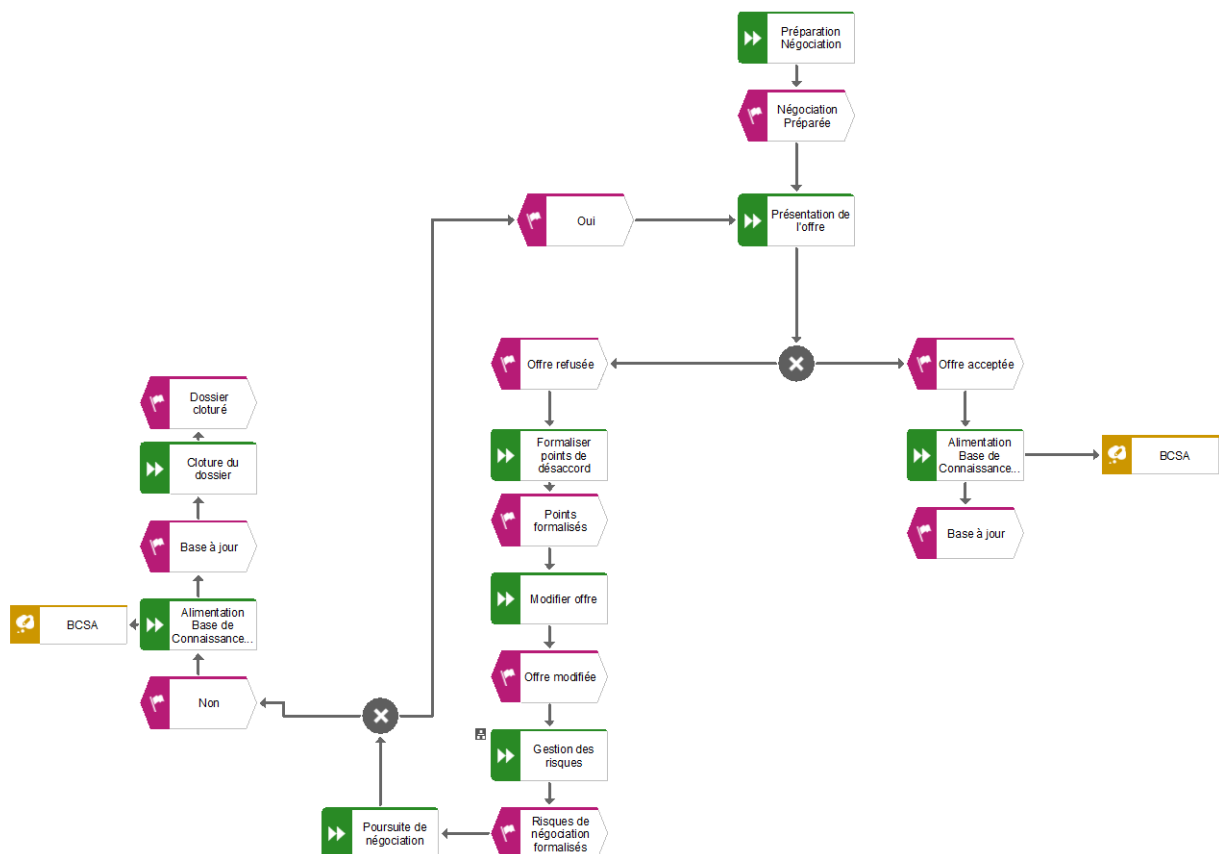 Préparation
Négociation
Négociation
Préparée
Oui
Présentation de
l'offre
Offre refusée
Offre acceptée
Dossier
cloturé
Formaliser
points de
désaccord
Alimentation
Base de
Connaissance...
BCSA
Cloture du
dossier
Points
formalisés
Base à jour
Base à jour
Modifier offre
BCSA
Alimentation
Base de
Connaissance...
Offre modifiée
Non
Gestion des
risques
Poursuite de
négociation
Risques de
négociation
formalisés